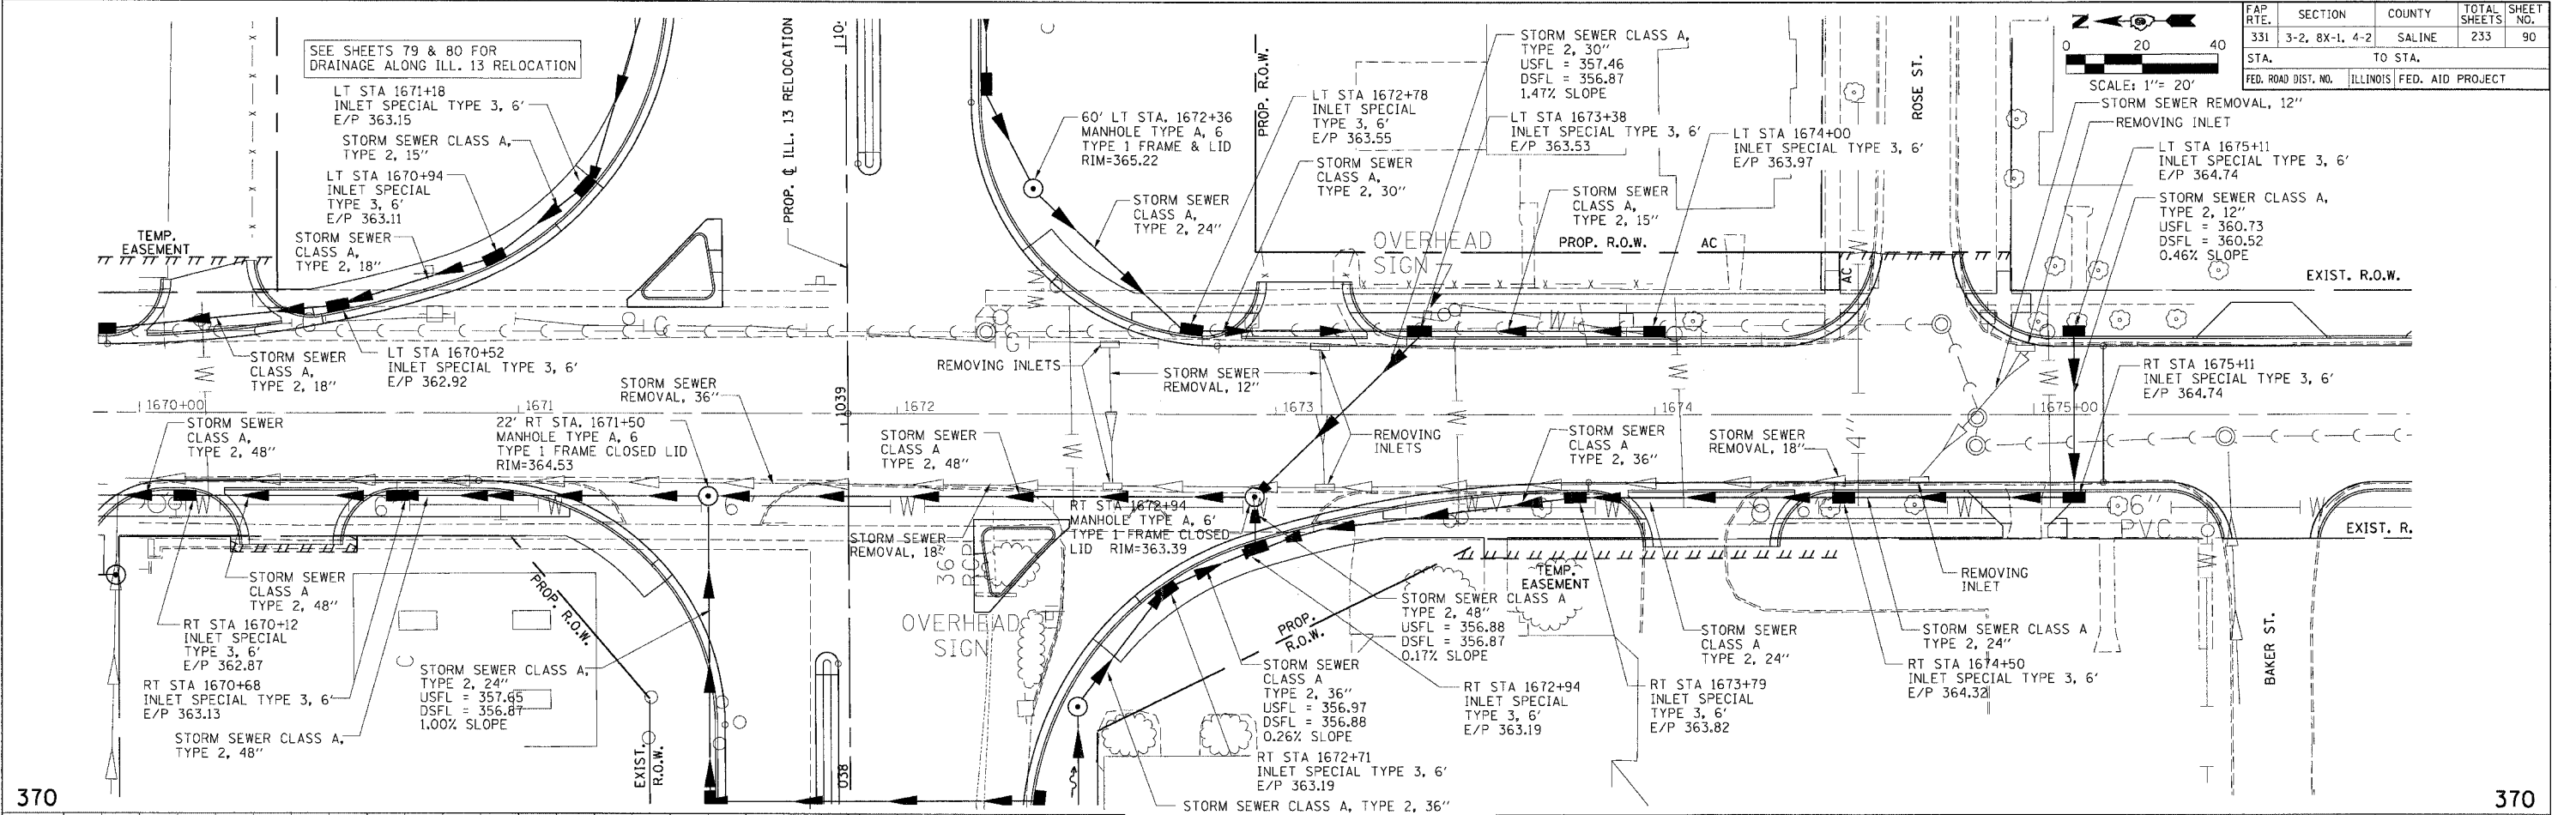 FAP RTE. SECTION COUNTY TOTAL SHEETS SHEET NO.
331 3-2, 8X-1, 4-2 SALINE 233 90
STA. TO STA.
FED. ROAD DIST. NO. ILLINOIS FED. AID PROJECT
N
0 20 40
SCALE: 1"= 20'
SEE SHEETS 79 & 80 FOR
DRAINAGE ALONG ILL. 13 RELOCATION
LT STA 1671+18
INLET SPECIAL TYPE 3, 6'
E/P 363.15
STORM SEWER CLASS A,
TYPE 2, 15"
LT STA 1670+94
INLET SPECIAL
TYPE 3, 6'
E/P 363.11
STORM SEWER
CLASS A,
TYPE 2, 18"
TEMP.
EASEMENT
PROP. ℄ ILL. 13 RELOCATION
10
60' LT STA. 1672+36
MANHOLE TYPE A, 6
TYPE 1 FRAME & LID
RIM=365.22
STORM SEWER
CLASS A,
TYPE 2, 24"
PROP. R.O.W.
LT STA 1672+78
INLET SPECIAL
TYPE 3, 6'
E/P 363.55
STORM SEWER
CLASS A,
TYPE 2, 30"
STORM SEWER CLASS A,
TYPE 2, 30"
USFL = 357.46
DSFL = 356.87
1.47% SLOPE
LT STA 1673+38
INLET SPECIAL TYPE 3, 6'
E/P 363.53
STORM SEWER
CLASS A,
TYPE 2, 15"
LT STA 1674+00
INLET SPECIAL TYPE 3, 6'
E/P 363.97
OVERHEAD
SIGN
PROP. R.O.W.
AC
AC
ROSE ST.
STORM SEWER REMOVAL, 12"
REMOVING INLET
LT STA 1675+11
INLET SPECIAL TYPE 3, 6'
E/P 364.74
STORM SEWER CLASS A,
TYPE 2, 12"
USFL = 360.73
DSFL = 360.52
0.46% SLOPE
EXIST. R.O.W.
STORM SEWER
CLASS A,
TYPE 2, 18"
LT STA 1670+52
INLET SPECIAL TYPE 3, 6'
E/P 362.92
STORM SEWER
REMOVAL, 36"
REMOVING INLETS
STORM SEWER
REMOVAL, 12"
RT STA 1675+11
INLET SPECIAL TYPE 3, 6'
E/P 364.74
1670+00
1671
1039
1672
1673
1674
1675+00
STORM SEWER
CLASS A,
TYPE 2, 48"
22' RT STA. 1671+50
MANHOLE TYPE A, 6
TYPE 1 FRAME CLOSED LID
RIM=364.53
STORM SEWER
CLASS A
TYPE 2, 48"
REMOVING
INLETS
STORM SEWER
CLASS A
TYPE 2, 36"
STORM SEWER
REMOVAL, 18"
4"
6"
PVC
RT STA 1672+94
MANHOLE TYPE A, 6'
TYPE 1 FRAME CLOSED
LID RIM=363.39
STORM SEWER
REMOVAL, 18"
EXIST. R.
STORM SEWER
CLASS A
TYPE 2, 48"
RT STA 1670+12
INLET SPECIAL
TYPE 3, 6'
E/P 362.87
RT STA 1670+68
INLET SPECIAL TYPE 3, 6'
E/P 363.13
STORM SEWER CLASS A,
TYPE 2, 48"
PROP. R.O.W.
STORM SEWER CLASS A,
TYPE 2, 24"
USFL = 357.65
DSFL = 356.87
1.00% SLOPE
EXIST.
R.O.W.
038
36"
RCP
OVERHEAD
SIGN
PROP.
R.O.W.
TEMP.
EASEMENT
STORM SEWER CLASS A
TYPE 2, 48"
USFL = 356.88
DSFL = 356.87
0.17% SLOPE
STORM SEWER
CLASS A
TYPE 2, 36"
USFL = 356.97
DSFL = 356.88
0.26% SLOPE
RT STA 1672+71
INLET SPECIAL TYPE 3, 6'
E/P 363.19
STORM SEWER CLASS A, TYPE 2, 36"
RT STA 1672+94
INLET SPECIAL
TYPE 3, 6'
E/P 363.19
RT STA 1673+79
INLET SPECIAL
TYPE 3, 6'
E/P 363.82
STORM SEWER
CLASS A
TYPE 2, 24"
REMOVING
INLET
STORM SEWER CLASS A
TYPE 2, 24"
RT STA 1674+50
INLET SPECIAL TYPE 3, 6'
E/P 364.32
BAKER ST.
370
370